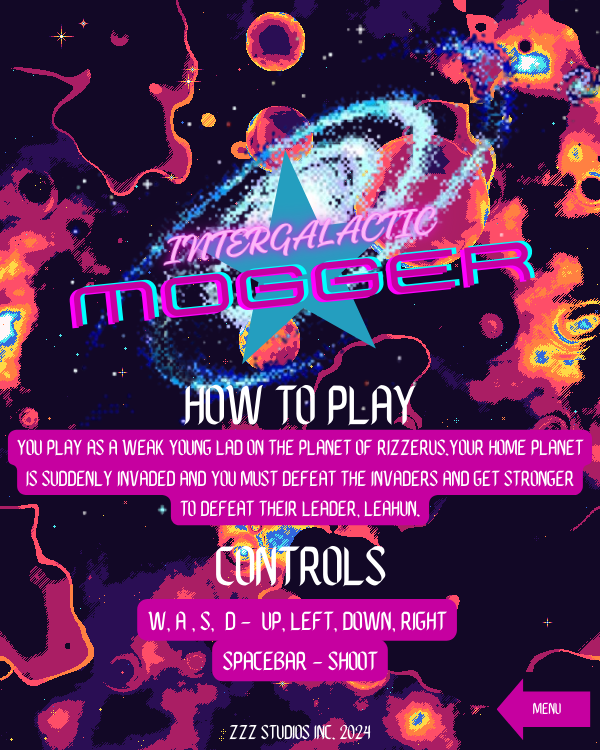 INTERGALACTIC
MOGGER
HOW TO PLAY
YOU PLAY AS A WEAK YOUNG LAD ON THE PLANET OF RIZZERUS.YOUR HOME PLANET
IS SUDDENLY INVADED AND YOU MUST DEFEAT THE INVADERS AND GET STRONGER
TO DEFEAT THEIR LEADER, LEAHUN.
CONTROLS
W, A , S,  D -  UP, LEFT, DOWN, RIGHT
SPACEBAR - SHOOT
MENU
ZZZ STUDIOS INC. 2024